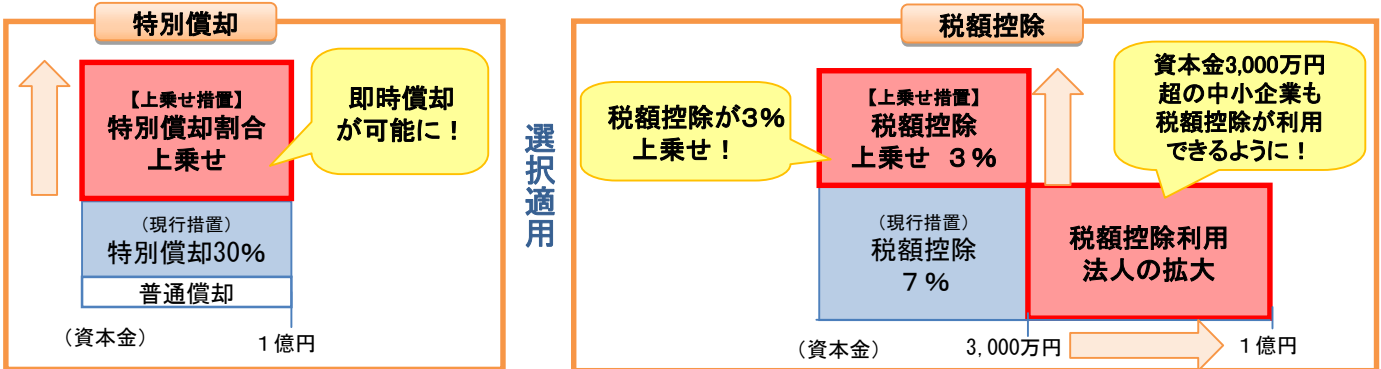 特別償却
【上乗せ措置】
特別償却割合
上乗せ
即時償却
が可能に！
（現行措置）
特別償却30%
普通償却
（資本金）
１億円
選択適用
税額控除
税額控除が３％
上乗せ！
【上乗せ措置】
税額控除
上乗せ ３％
資本金3,000万円
超の中小企業も
税額控除が利用
できるように！
（現行措置）
税額控除
７％
税額控除利用
法人の拡大
（資本金）
3,000万円
１億円